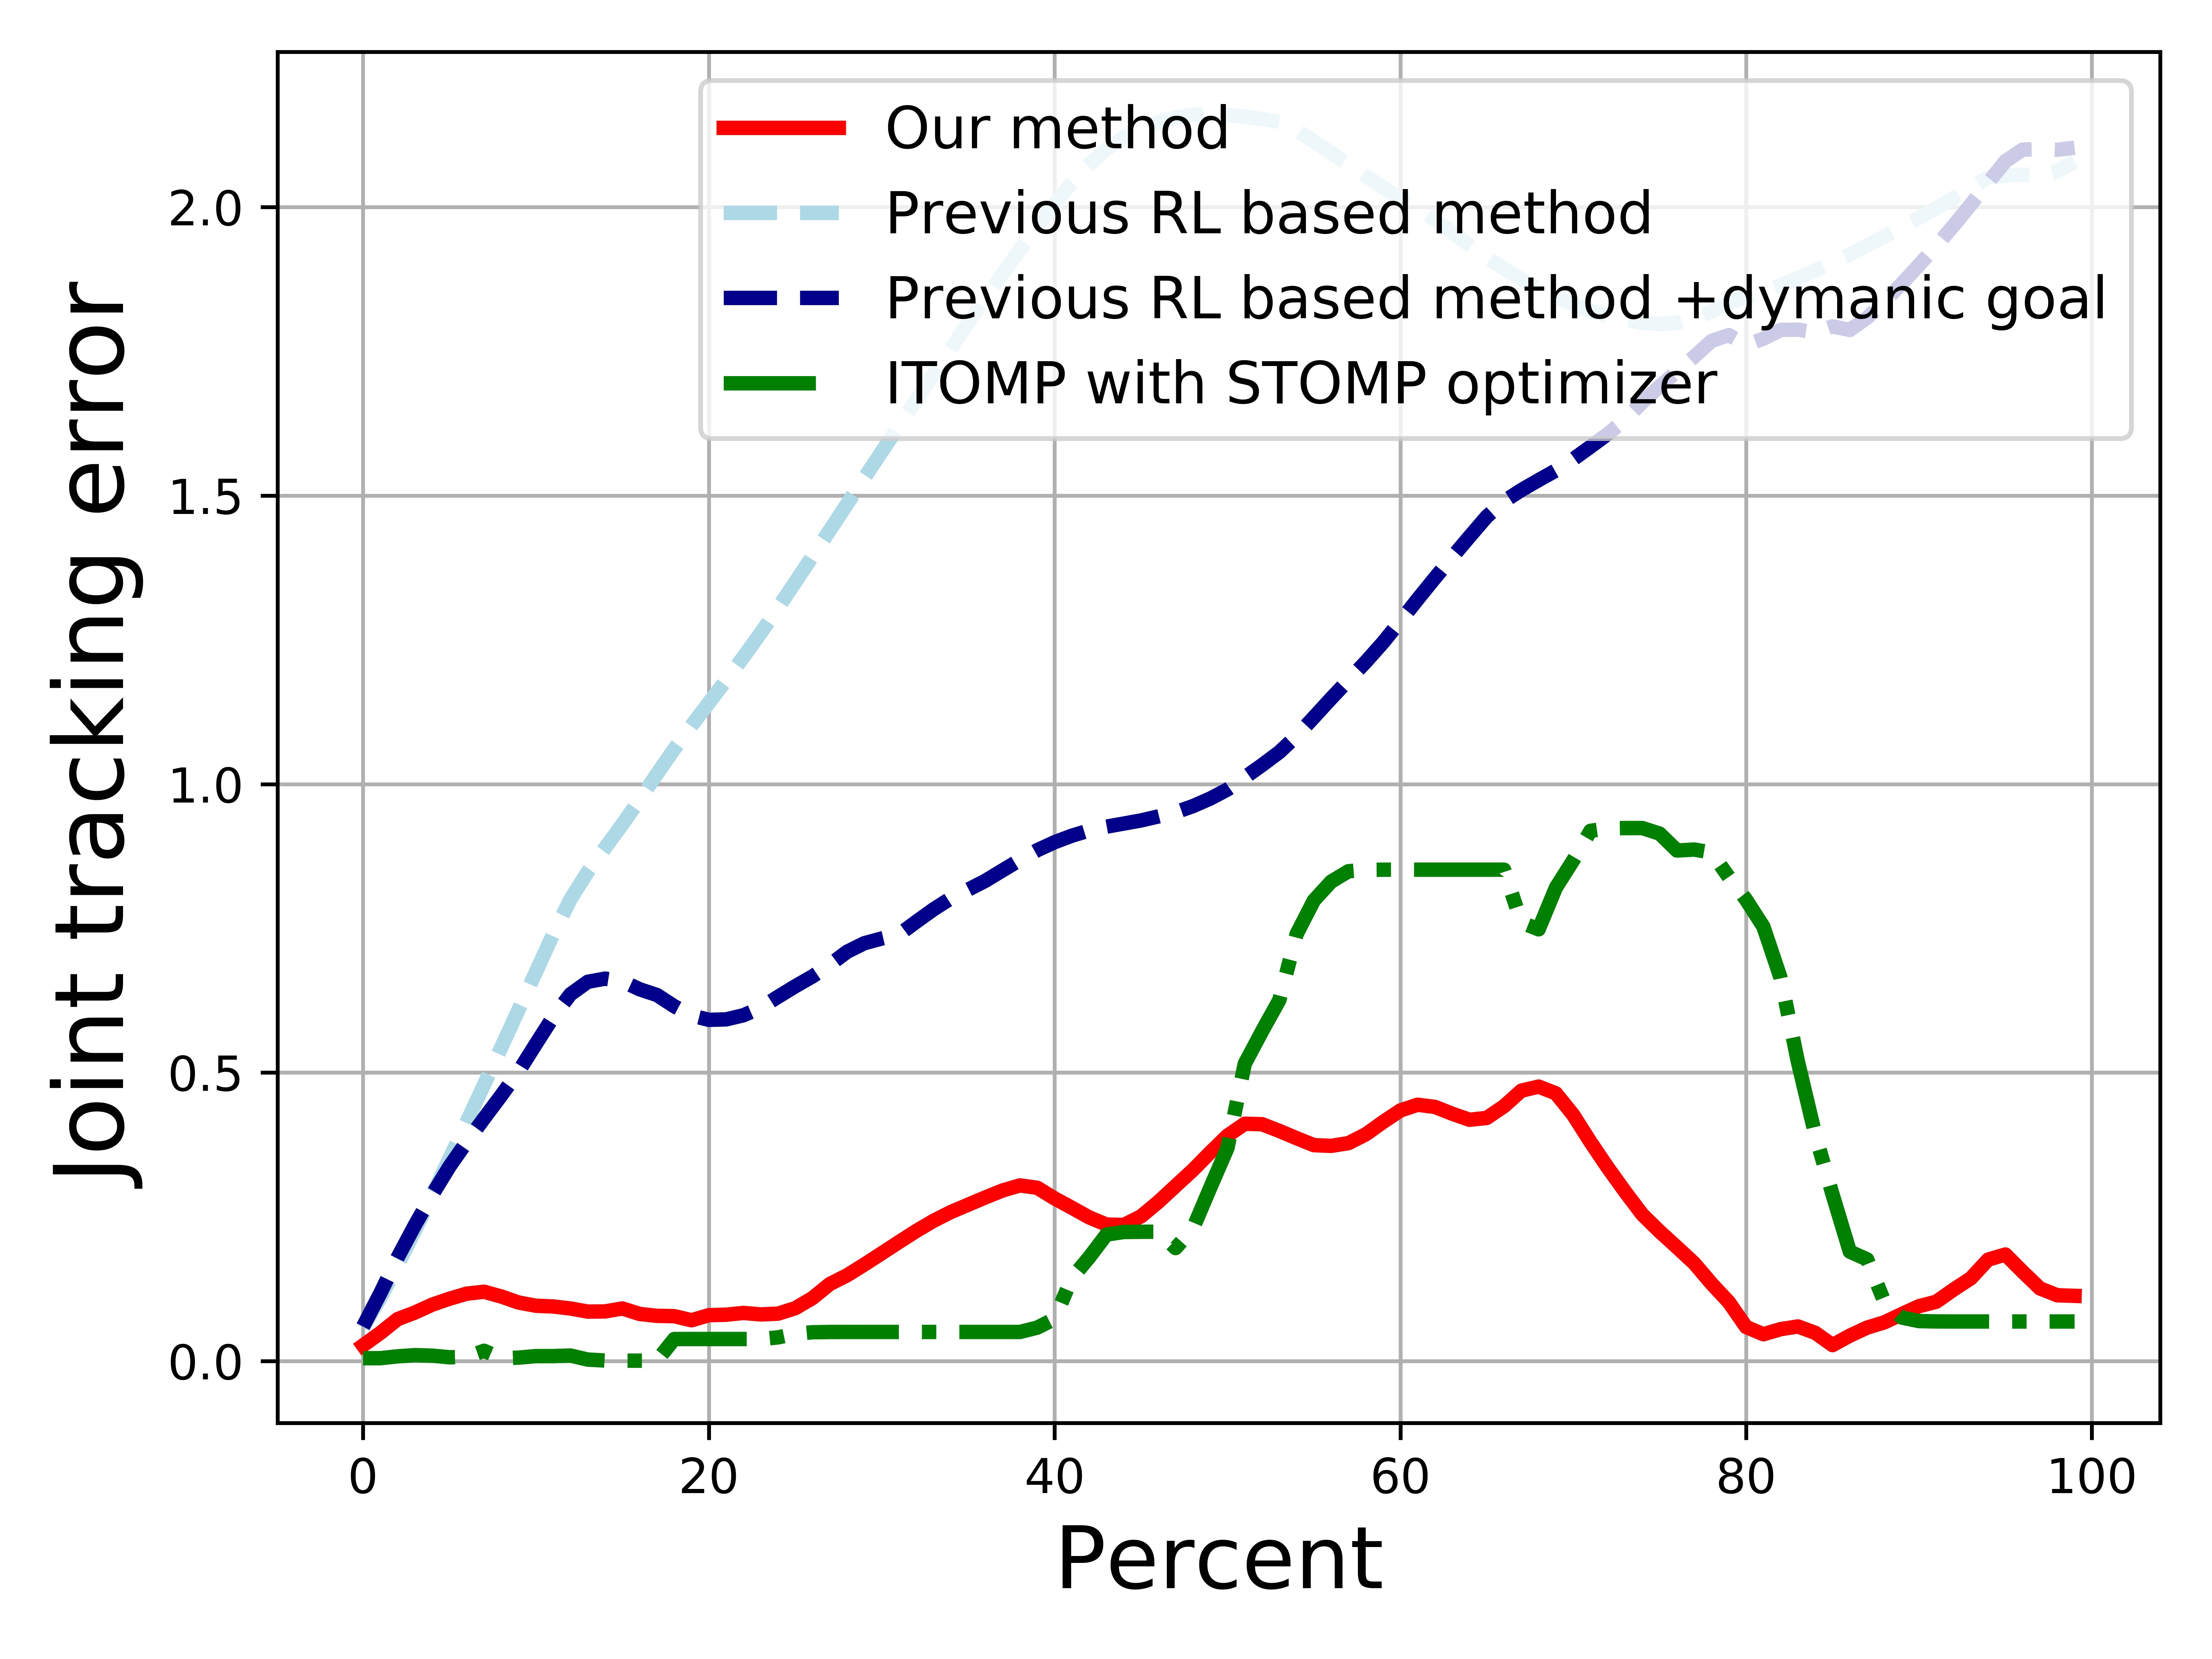 Our method
Previous RL based method
Previous RL based method +dymanic goal
ITOMP with STOMP optimizer
Joint tracking error
2.0
1.5
1.0
0.5
0.0
0 20 40 60 80 100
Percent